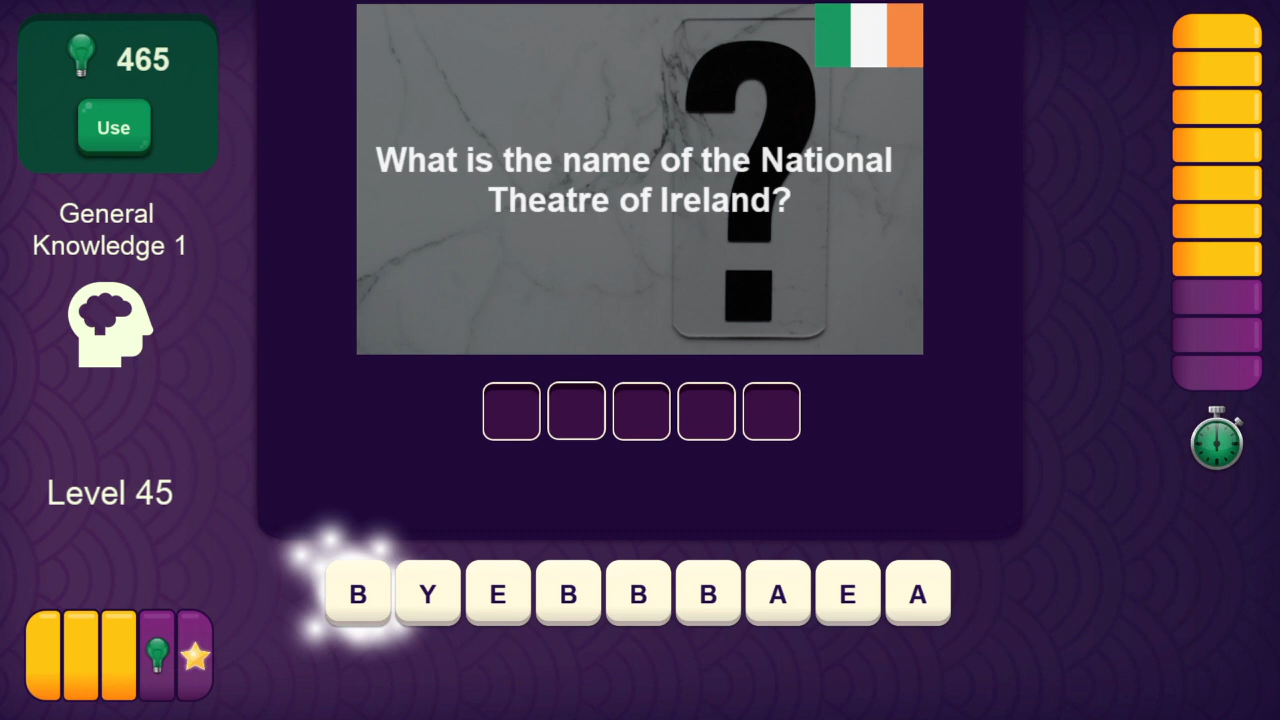 465
Use
General
Knowledge 1
Level 45
What is the name of the National
Theatre of Ireland?
B Y E B B B A E A